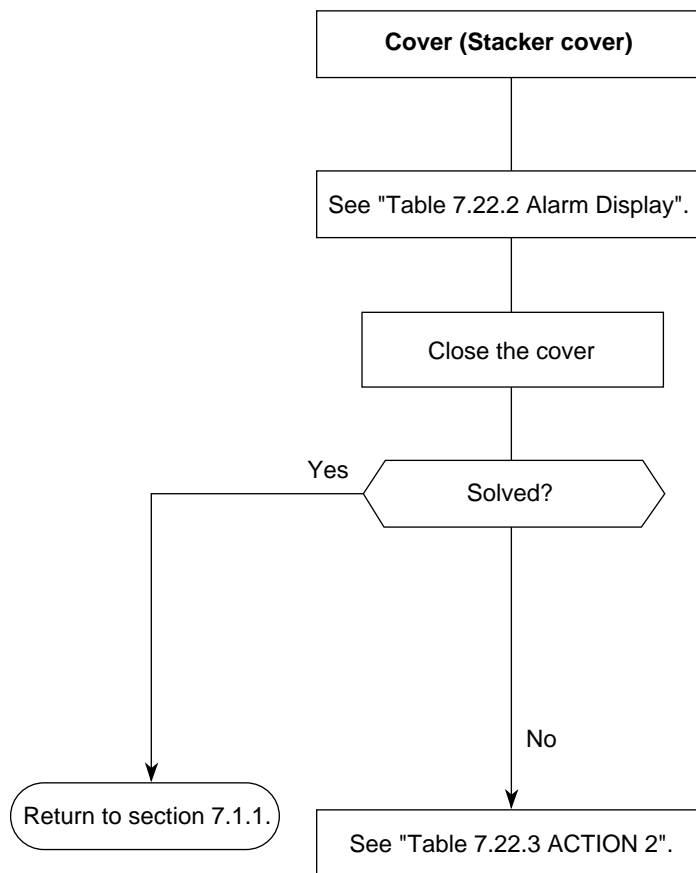 Cover (Stacker cover)
See "Table 7.22.2 Alarm Display".
Close the cover
Yes
Solved?
No
Return to section 7.1.1.
See "Table 7.22.3 ACTION 2".